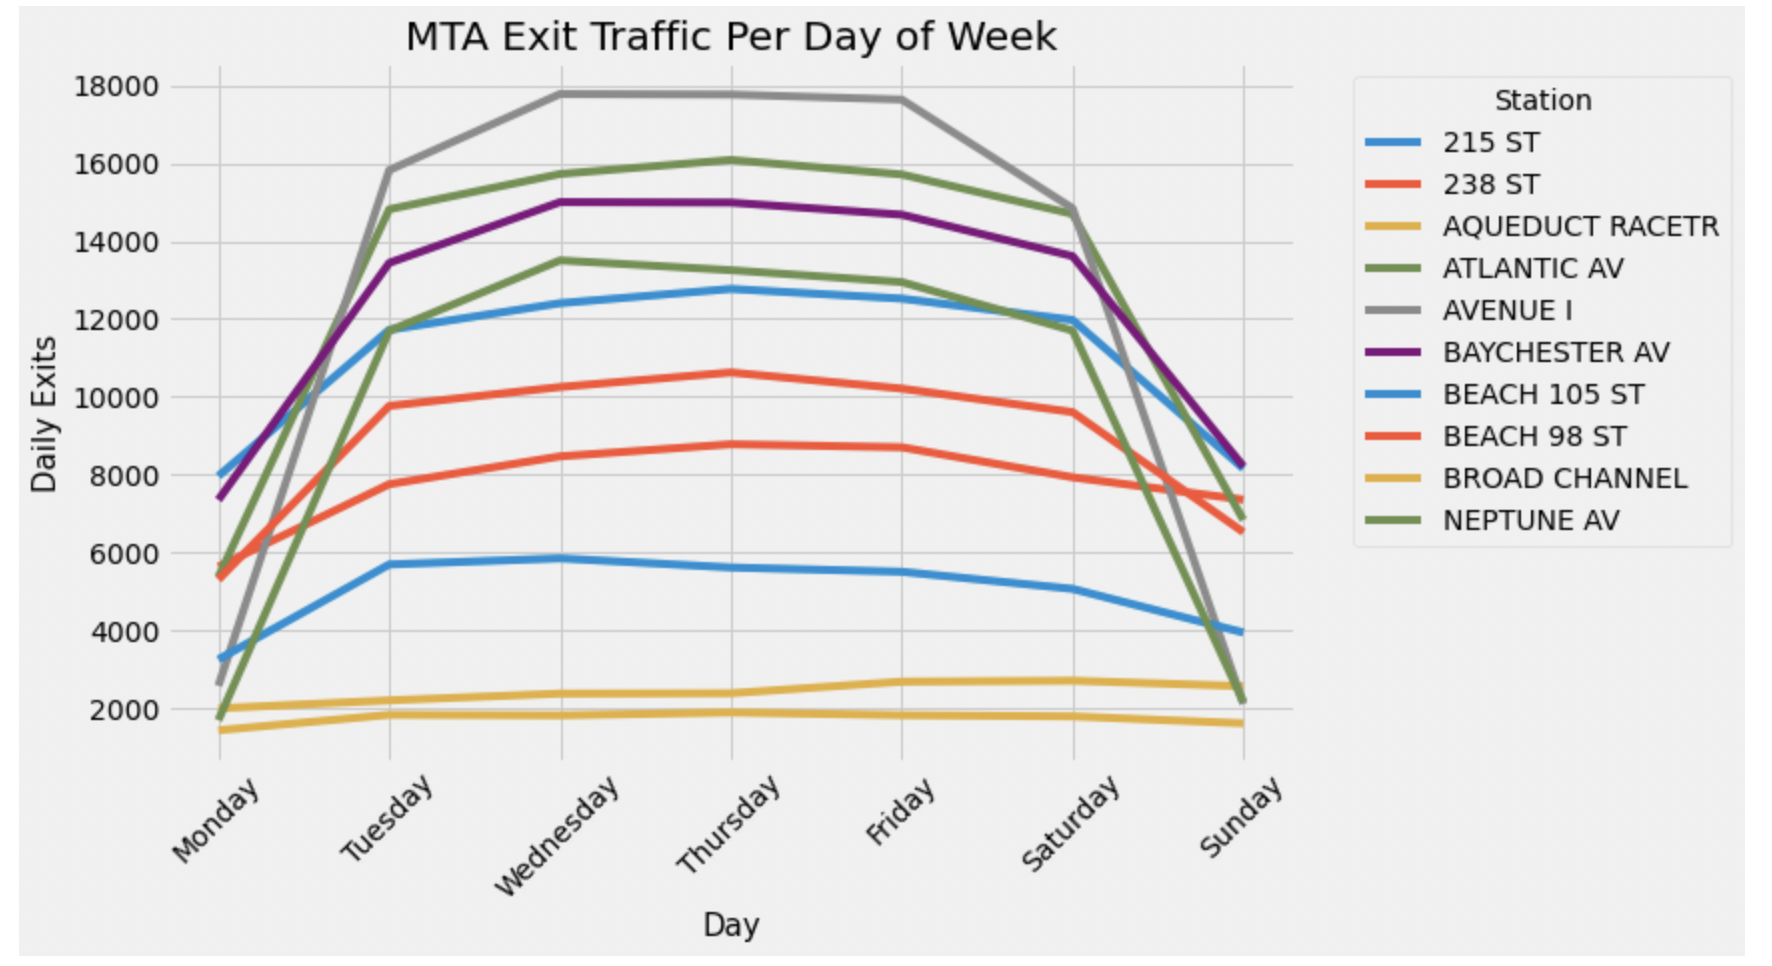 MTA Exit Traffic Per Day of Week
18000
16000
14000
12000
10000
8000
6000
4000
2000
Daily Exits
Monday
Tuesday
Wednesday
Thursday
Friday
Saturday
Sunday
Day
Station
215 ST
238 ST
AQUEDUCT RACETR
ATLANTIC AV
AVENUE I
BAYCHESTER AV
BEACH 105 ST
BEACH 98 ST
BROAD CHANNEL
NEPTUNE AV